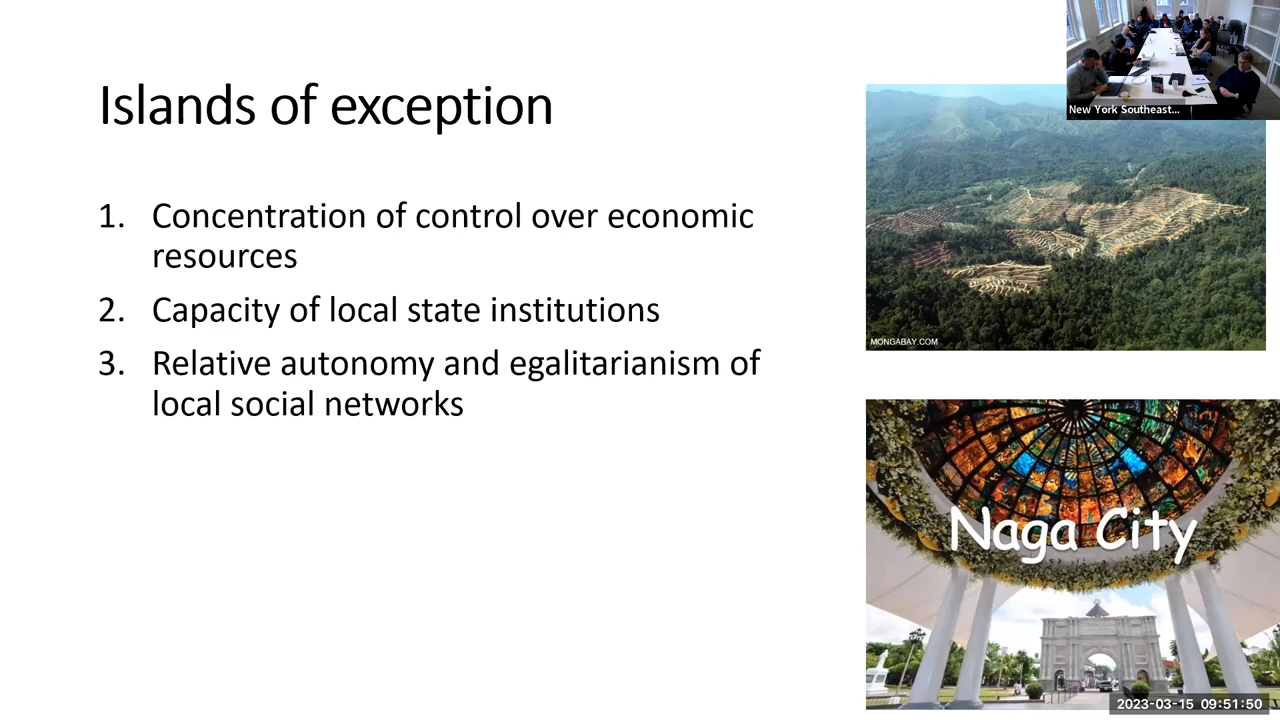 Islands of exception
1. Concentration of control over economic
resources
2. Capacity of local state institutions
3. Relative autonomy and egalitarianism of
local social networks
New York Southeast...
MONGABAY.COM
Naga City
2023-03-15 09:51:50